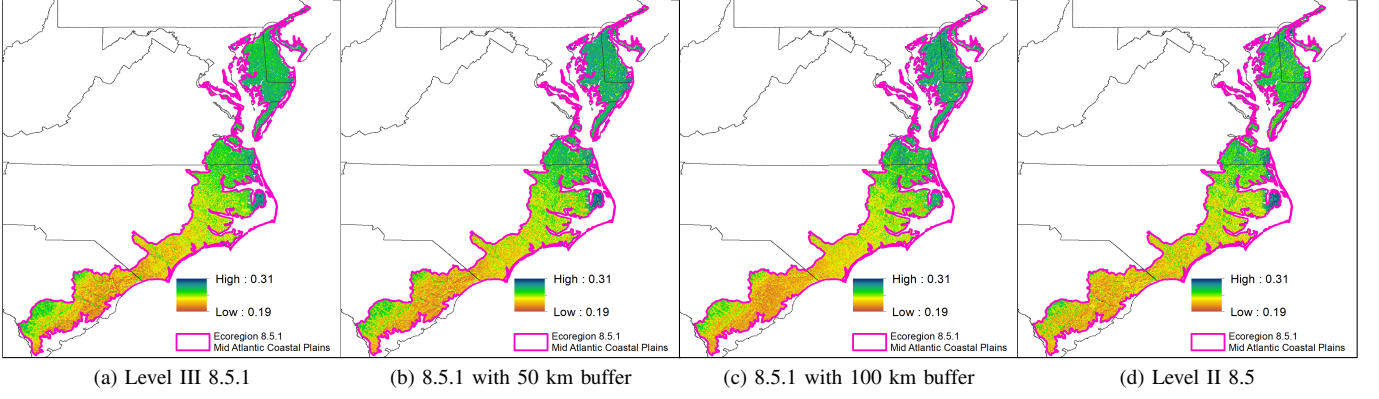 High : 0.31
Low : 0.19
Ecoregion 8.5.1
Mid Atlantic Coastal Plains
(a) Level III 8.5.1
High : 0.31
Low : 0.19
Ecoregion 8.5.1
Mid Atlantic Coastal Plains
(b) 8.5.1 with 50 km buffer
High : 0.31
Low : 0.19
Ecoregion 8.5.1
Mid Atlantic Coastal Plains
(c) 8.5.1 with 100 km buffer
High : 0.31
Low : 0.19
Ecoregion 8.5.1
Mid Atlantic Coastal Plains
(d) Level II 8.5